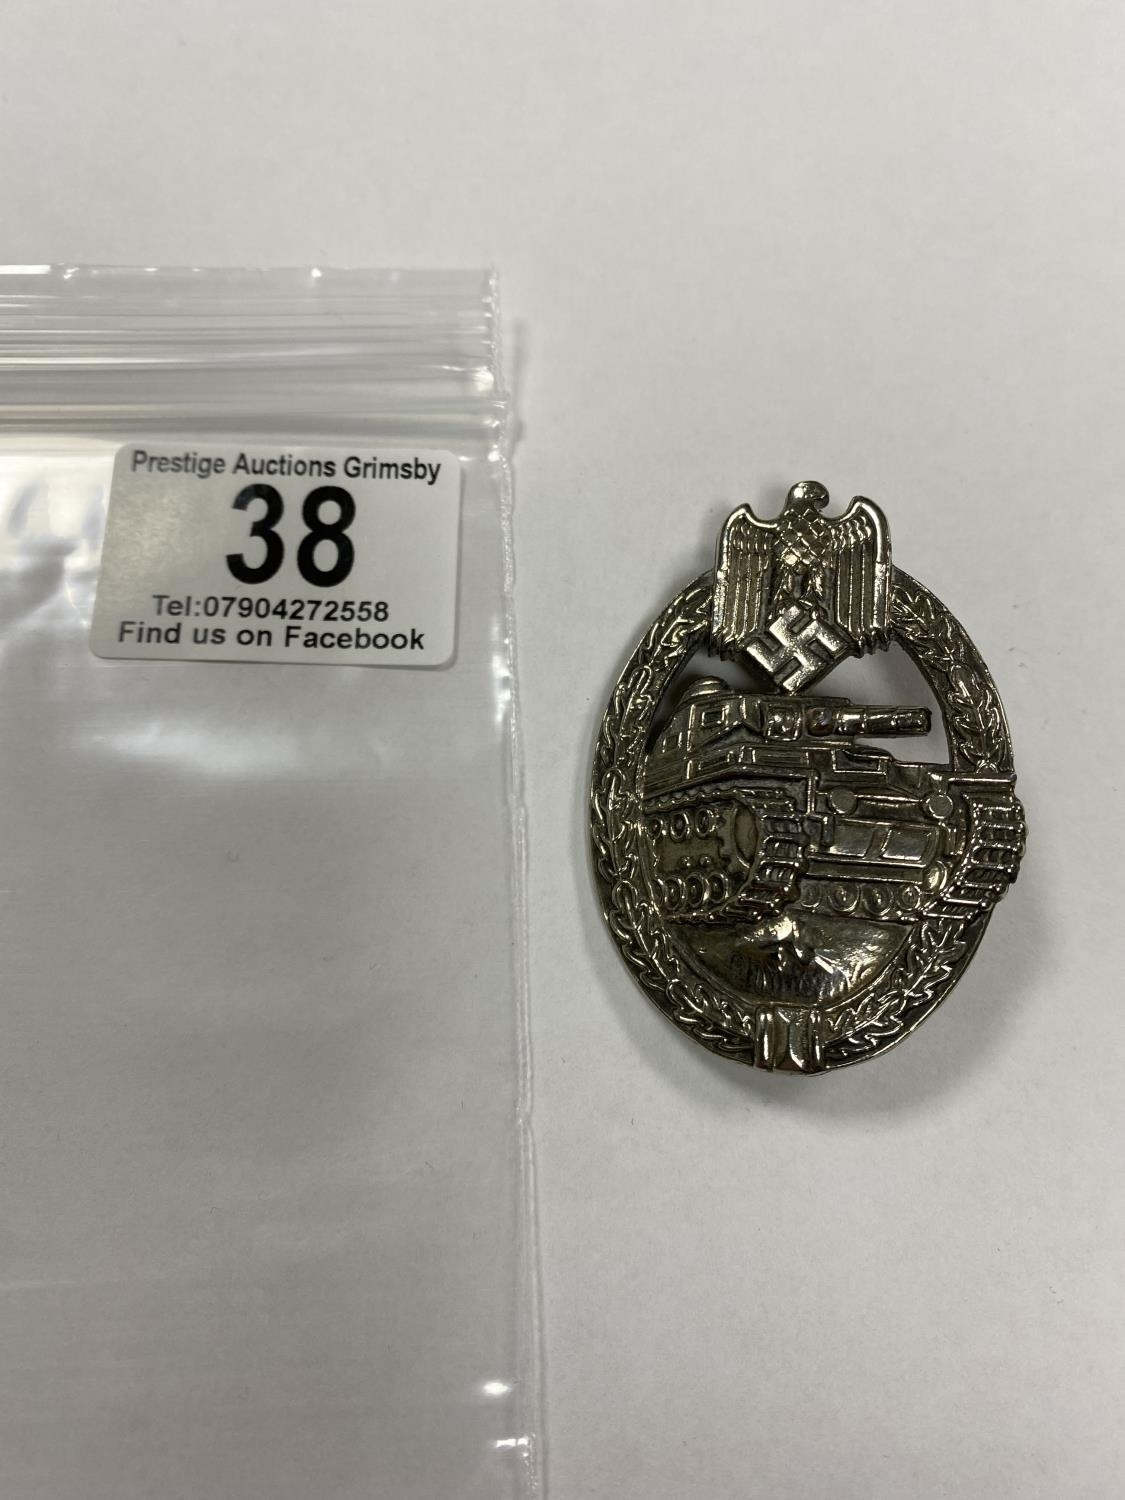 Prestige Auctions Grimsby
38
Tel:07904272558
Find us on Facebook